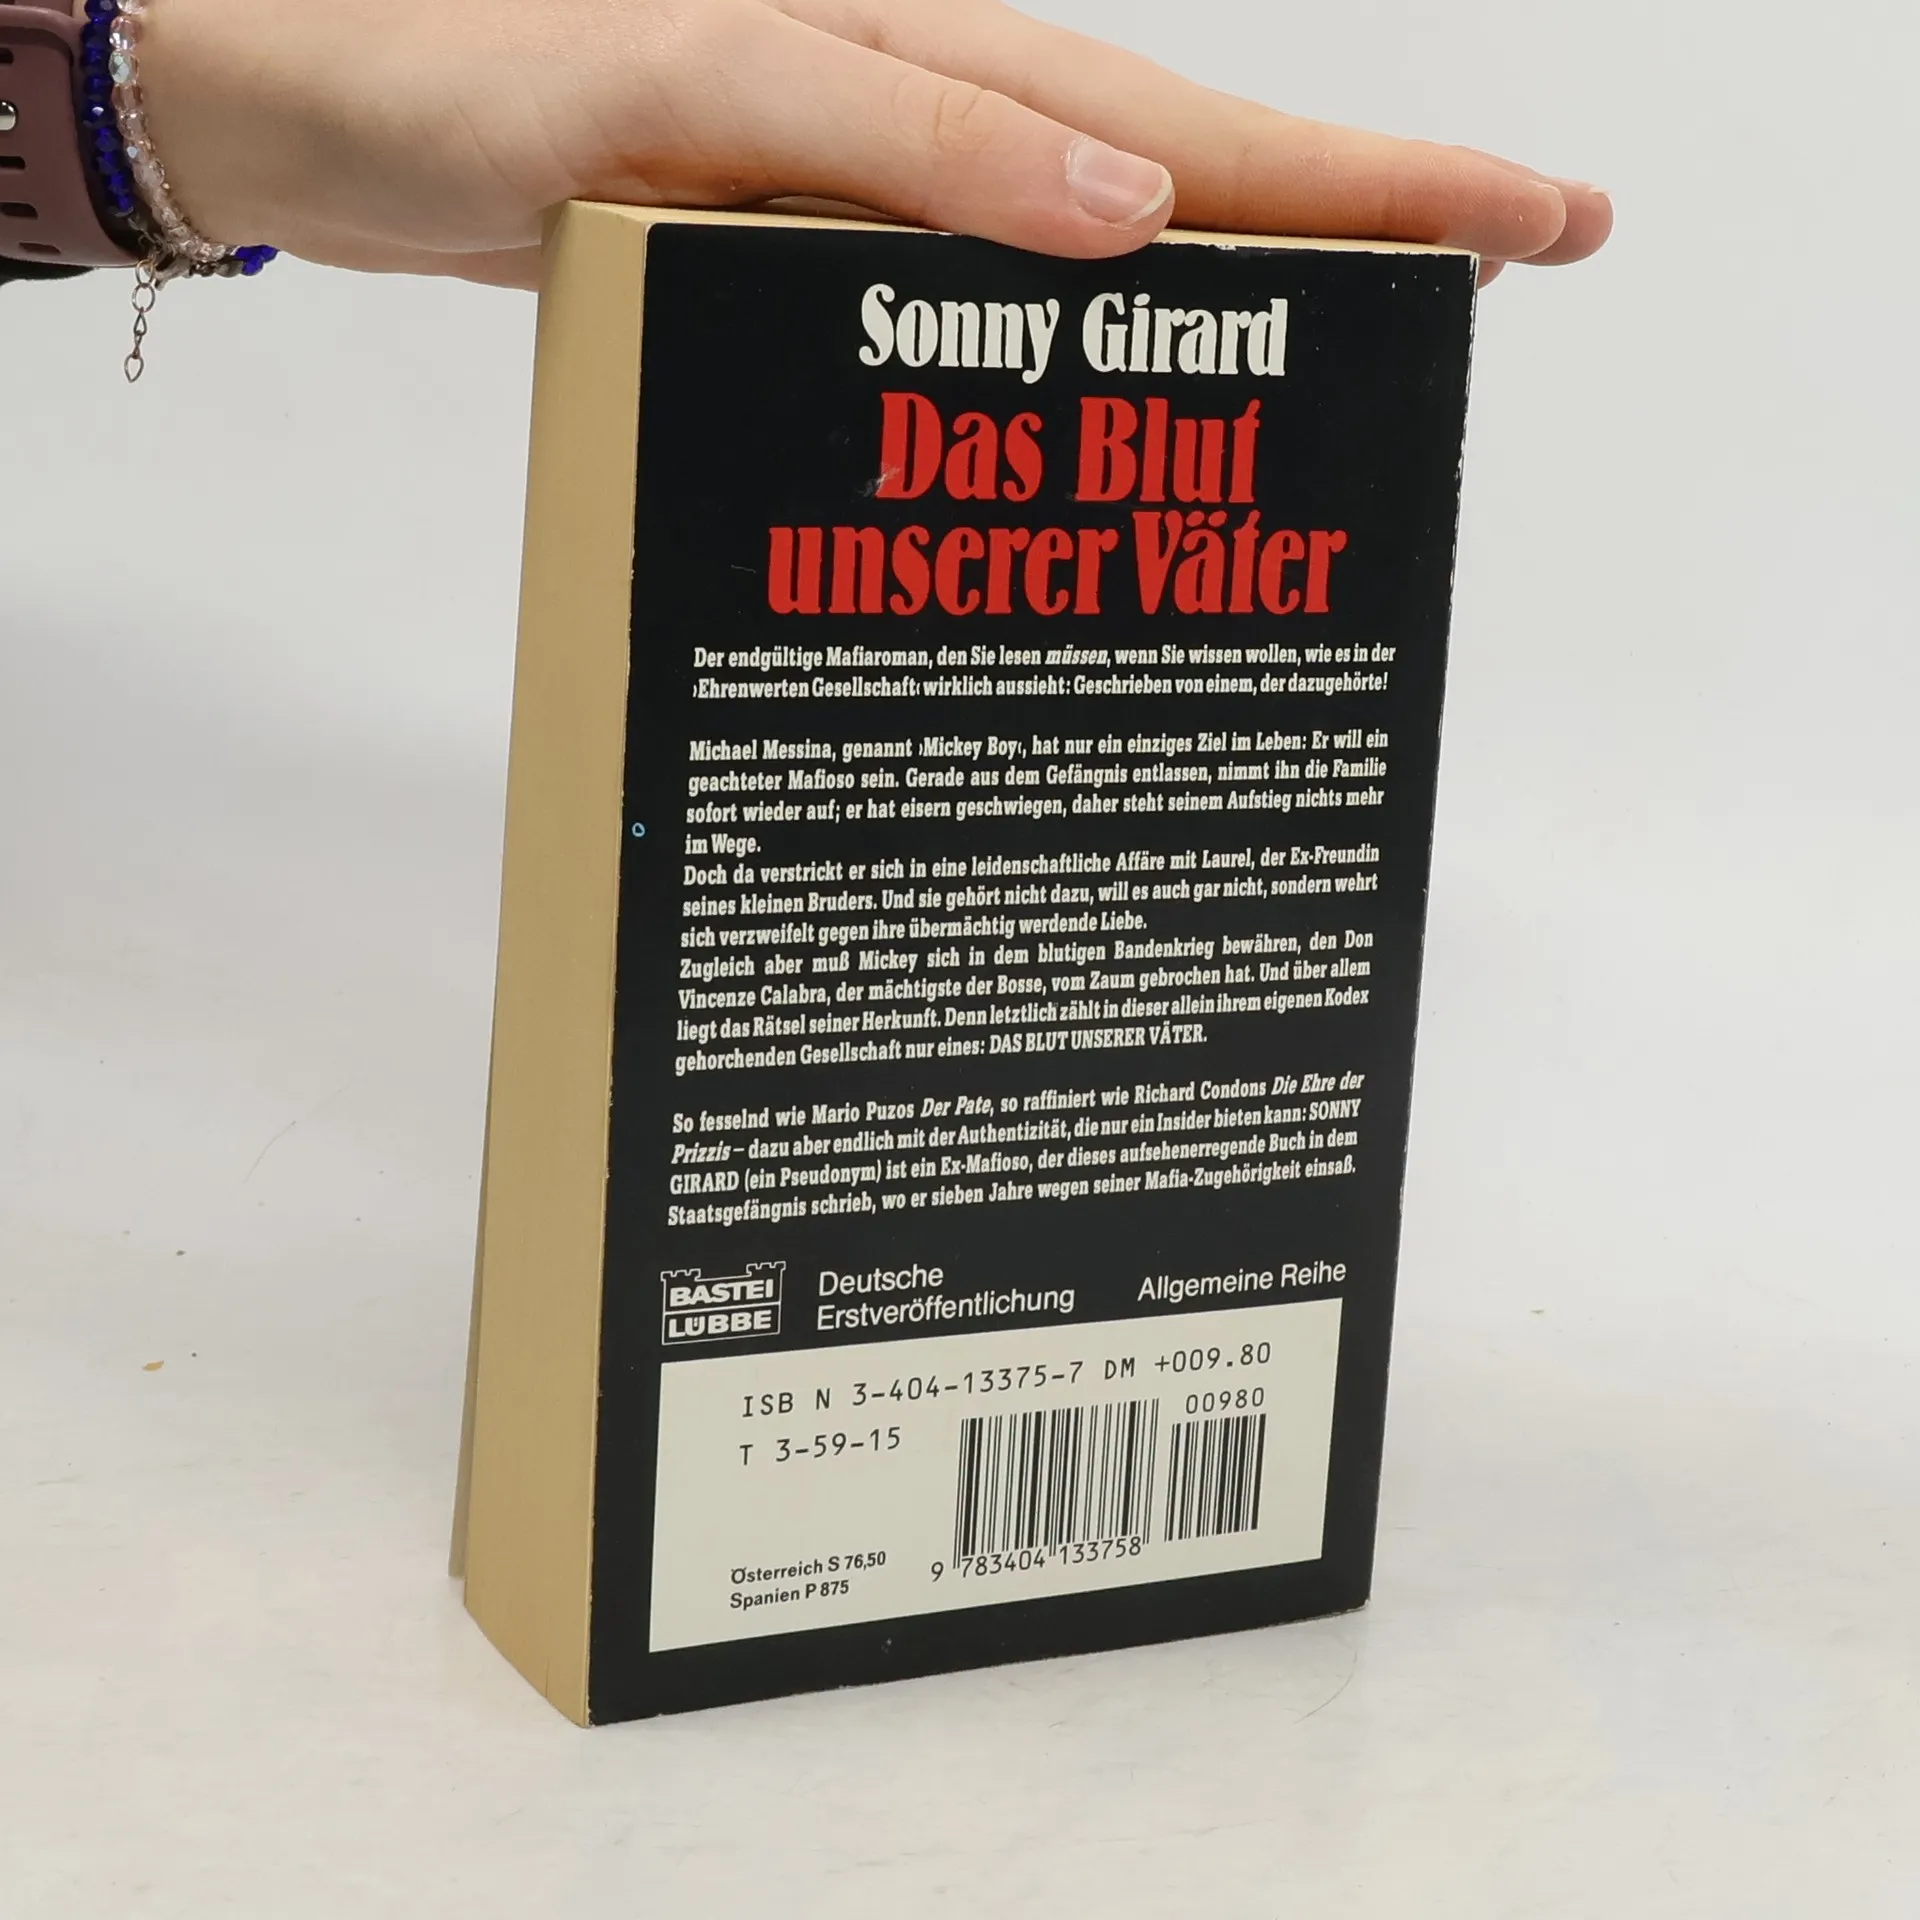 Sonny Girard
Das Blut
unserer Väter
Der endgültige Mafiaroman, den Sie lesen müssen, wenn Sie wissen wollen, wie es in der
›Ehrenwerten Gesellschaft‹ wirklich aussieht: Geschrieben von einem, der dazugehörte!
Michael Messina, genannt ›Mickey Boy‹, hat nur ein einziges Ziel im Leben: Er will ein
geachteter Mafioso sein. Gerade aus dem Gefängnis entlassen, nimmt ihn die Familie
sofort wieder auf; er hat eisern geschwiegen, daher steht seinem Aufstieg nichts mehr
im Wege.
Doch da verstrickt er sich in eine leidenschaftliche Affäre mit Laurel, der Ex-Freundin
seines kleinen Bruders. Und sie gehört nicht dazu, will es auch gar nicht, sondern wehrt
sich verzweifelt gegen ihre übermächtig werdende Liebe.
Zugleich aber muß Mickey sich in dem blutigen Bandenkrieg bewähren, den Don
Vincenze Calabra, der mächtigste der Bosse, vom Zaum gebrochen hat. Und über allem
liegt das Rätsel seiner Herkunft. Denn letztlich zählt in dieser allein ihrem eigenen Kodex
gehorchenden Gesellschaft nur eines: DAS BLUT UNSERER VÄTER.
So fesselnd wie Mario Puzos Der Pate, so raffiniert wie Richard Condons Die Ehre der
Prizzis – dazu aber endlich mit der Authentizität, die nur ein Insider bieten kann: SONNY
GIRARD (ein Pseudonym) ist ein Ex-Mafioso, der dieses aufsehenerregende Buch in dem
Staatsgefängnis schrieb, wo er sieben Jahre wegen seiner Mafia-Zugehörigkeit einsaß.
BASTEI
LÜBBE
Deutsche
Erstveröffentlichung
Allgemeine Reihe
ISB N 3-404-13375-7 DM +009.80
00980
T 3-59-15
9 783404 133758
Österreich S 76,50
Spanien P 875